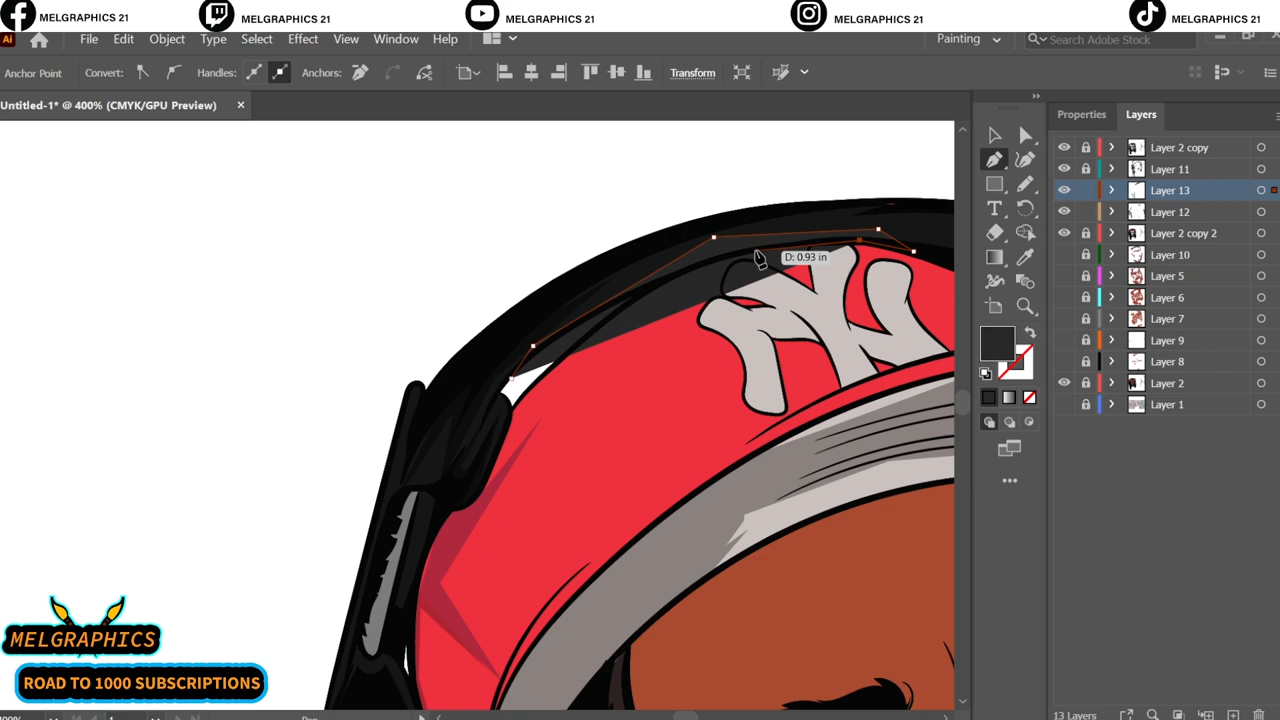 MELGRAPHICS 21 MELGRAPHICS 21 MELGRAPHICS 21 MELGRAPHICS 21 MELGRAPHICS 21
Ai File Edit Object Type Select Effect View Window Help Painting Search Adobe Stock
Anchor Point Convert: Handles: Anchors: Transform
Untitled-1* @ 400% (CMYK/GPU Preview) ×
Properties Layers
Layer 2 copy
Layer 11
Layer 13
Layer 12
Layer 2 copy 2
Layer 10
Layer 5
Layer 6
Layer 7
Layer 9
Layer 8
Layer 2
Layer 1
D: 0.93 in
MELGRAPHICS
ROAD TO 1000 SUBSCRIPTIONS
13 Layers